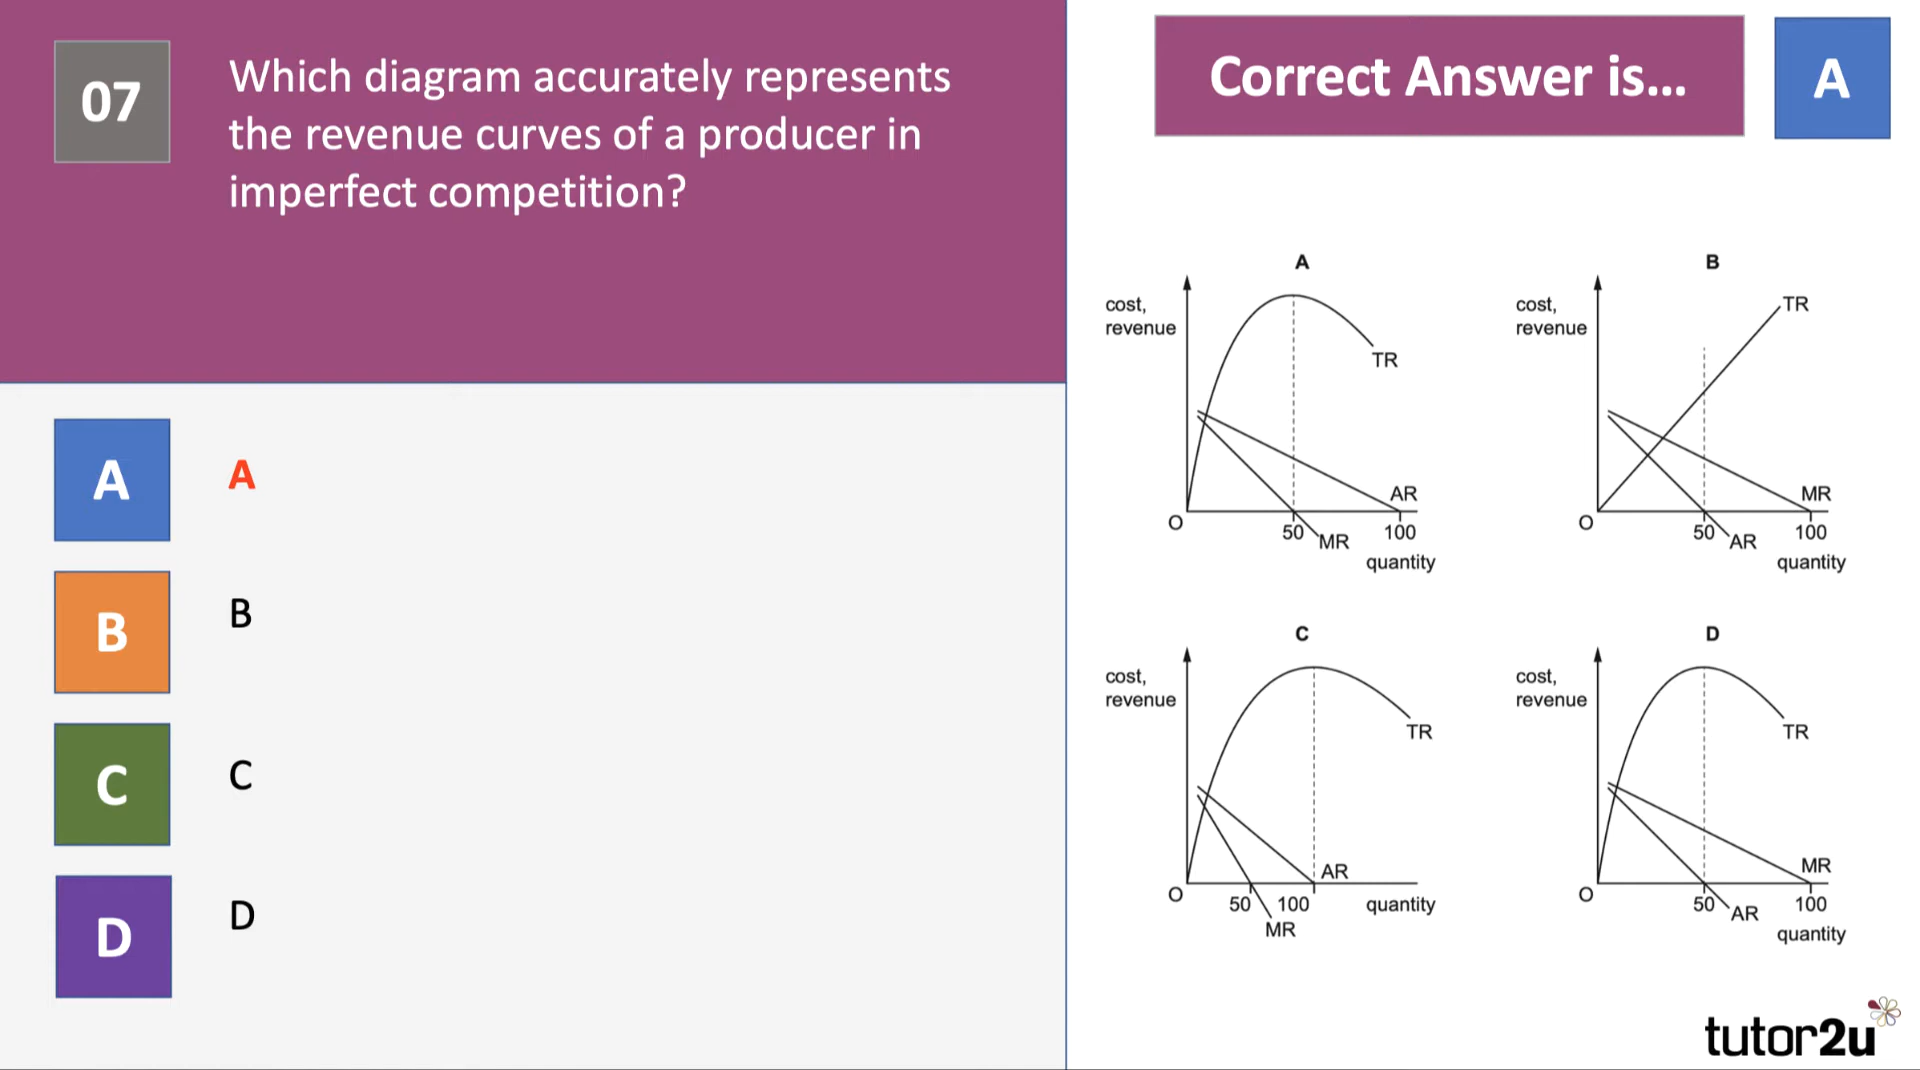 07
Which diagram accurately represents
the revenue curves of a producer in
imperfect competition?
A
A
B
B
C
C
D
D
Correct Answer is...
A
A
cost,
revenue
TR
AR
O
50
MR
100
quantity
B
cost,
revenue
TR
MR
O
50
AR
100
quantity
C
cost,
revenue
TR
AR
O
50
100
quantity
MR
D
cost,
revenue
TR
MR
O
50
AR
100
quantity
tutor2u